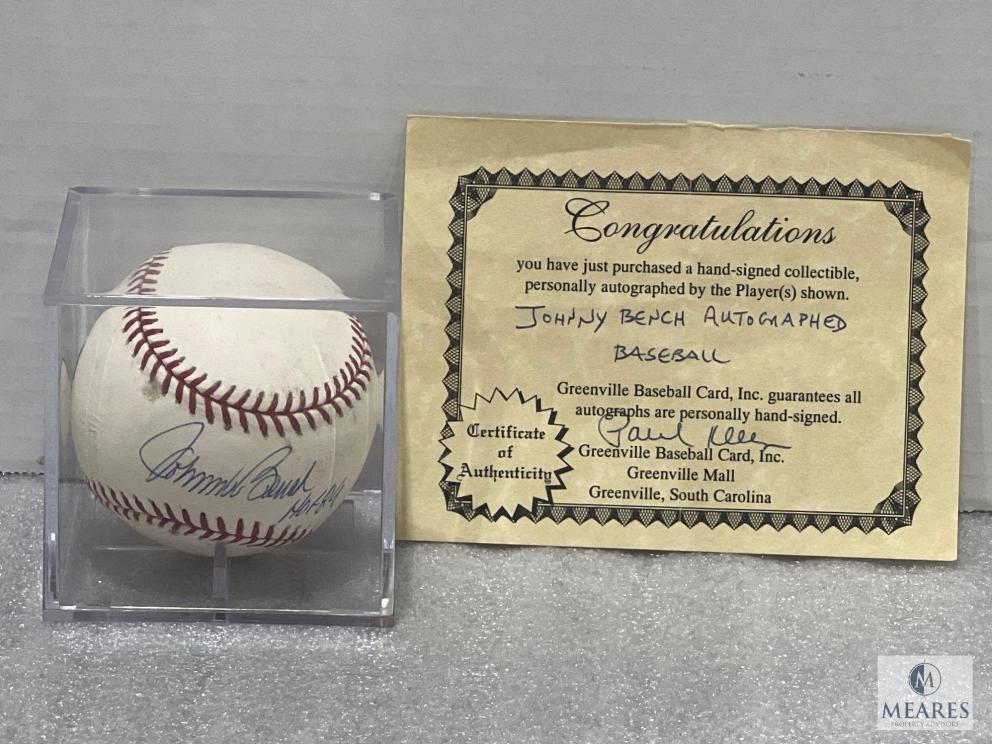 Johnny Bench
HOF 89
Congratulations
you have just purchased a hand-signed collectible,
personally autographed by the Player(s) shown.
JOHNNY BENCH AUTOGRAPHED
BASEBALL
Greenville Baseball Card, Inc. guarantees all
autographs are personally hand-signed.
Greenville Baseball Card, Inc.
Greenville Mall
Greenville, South Carolina
Certificate
of
Authenticity
MEARES
PROPERTY ADVISORS